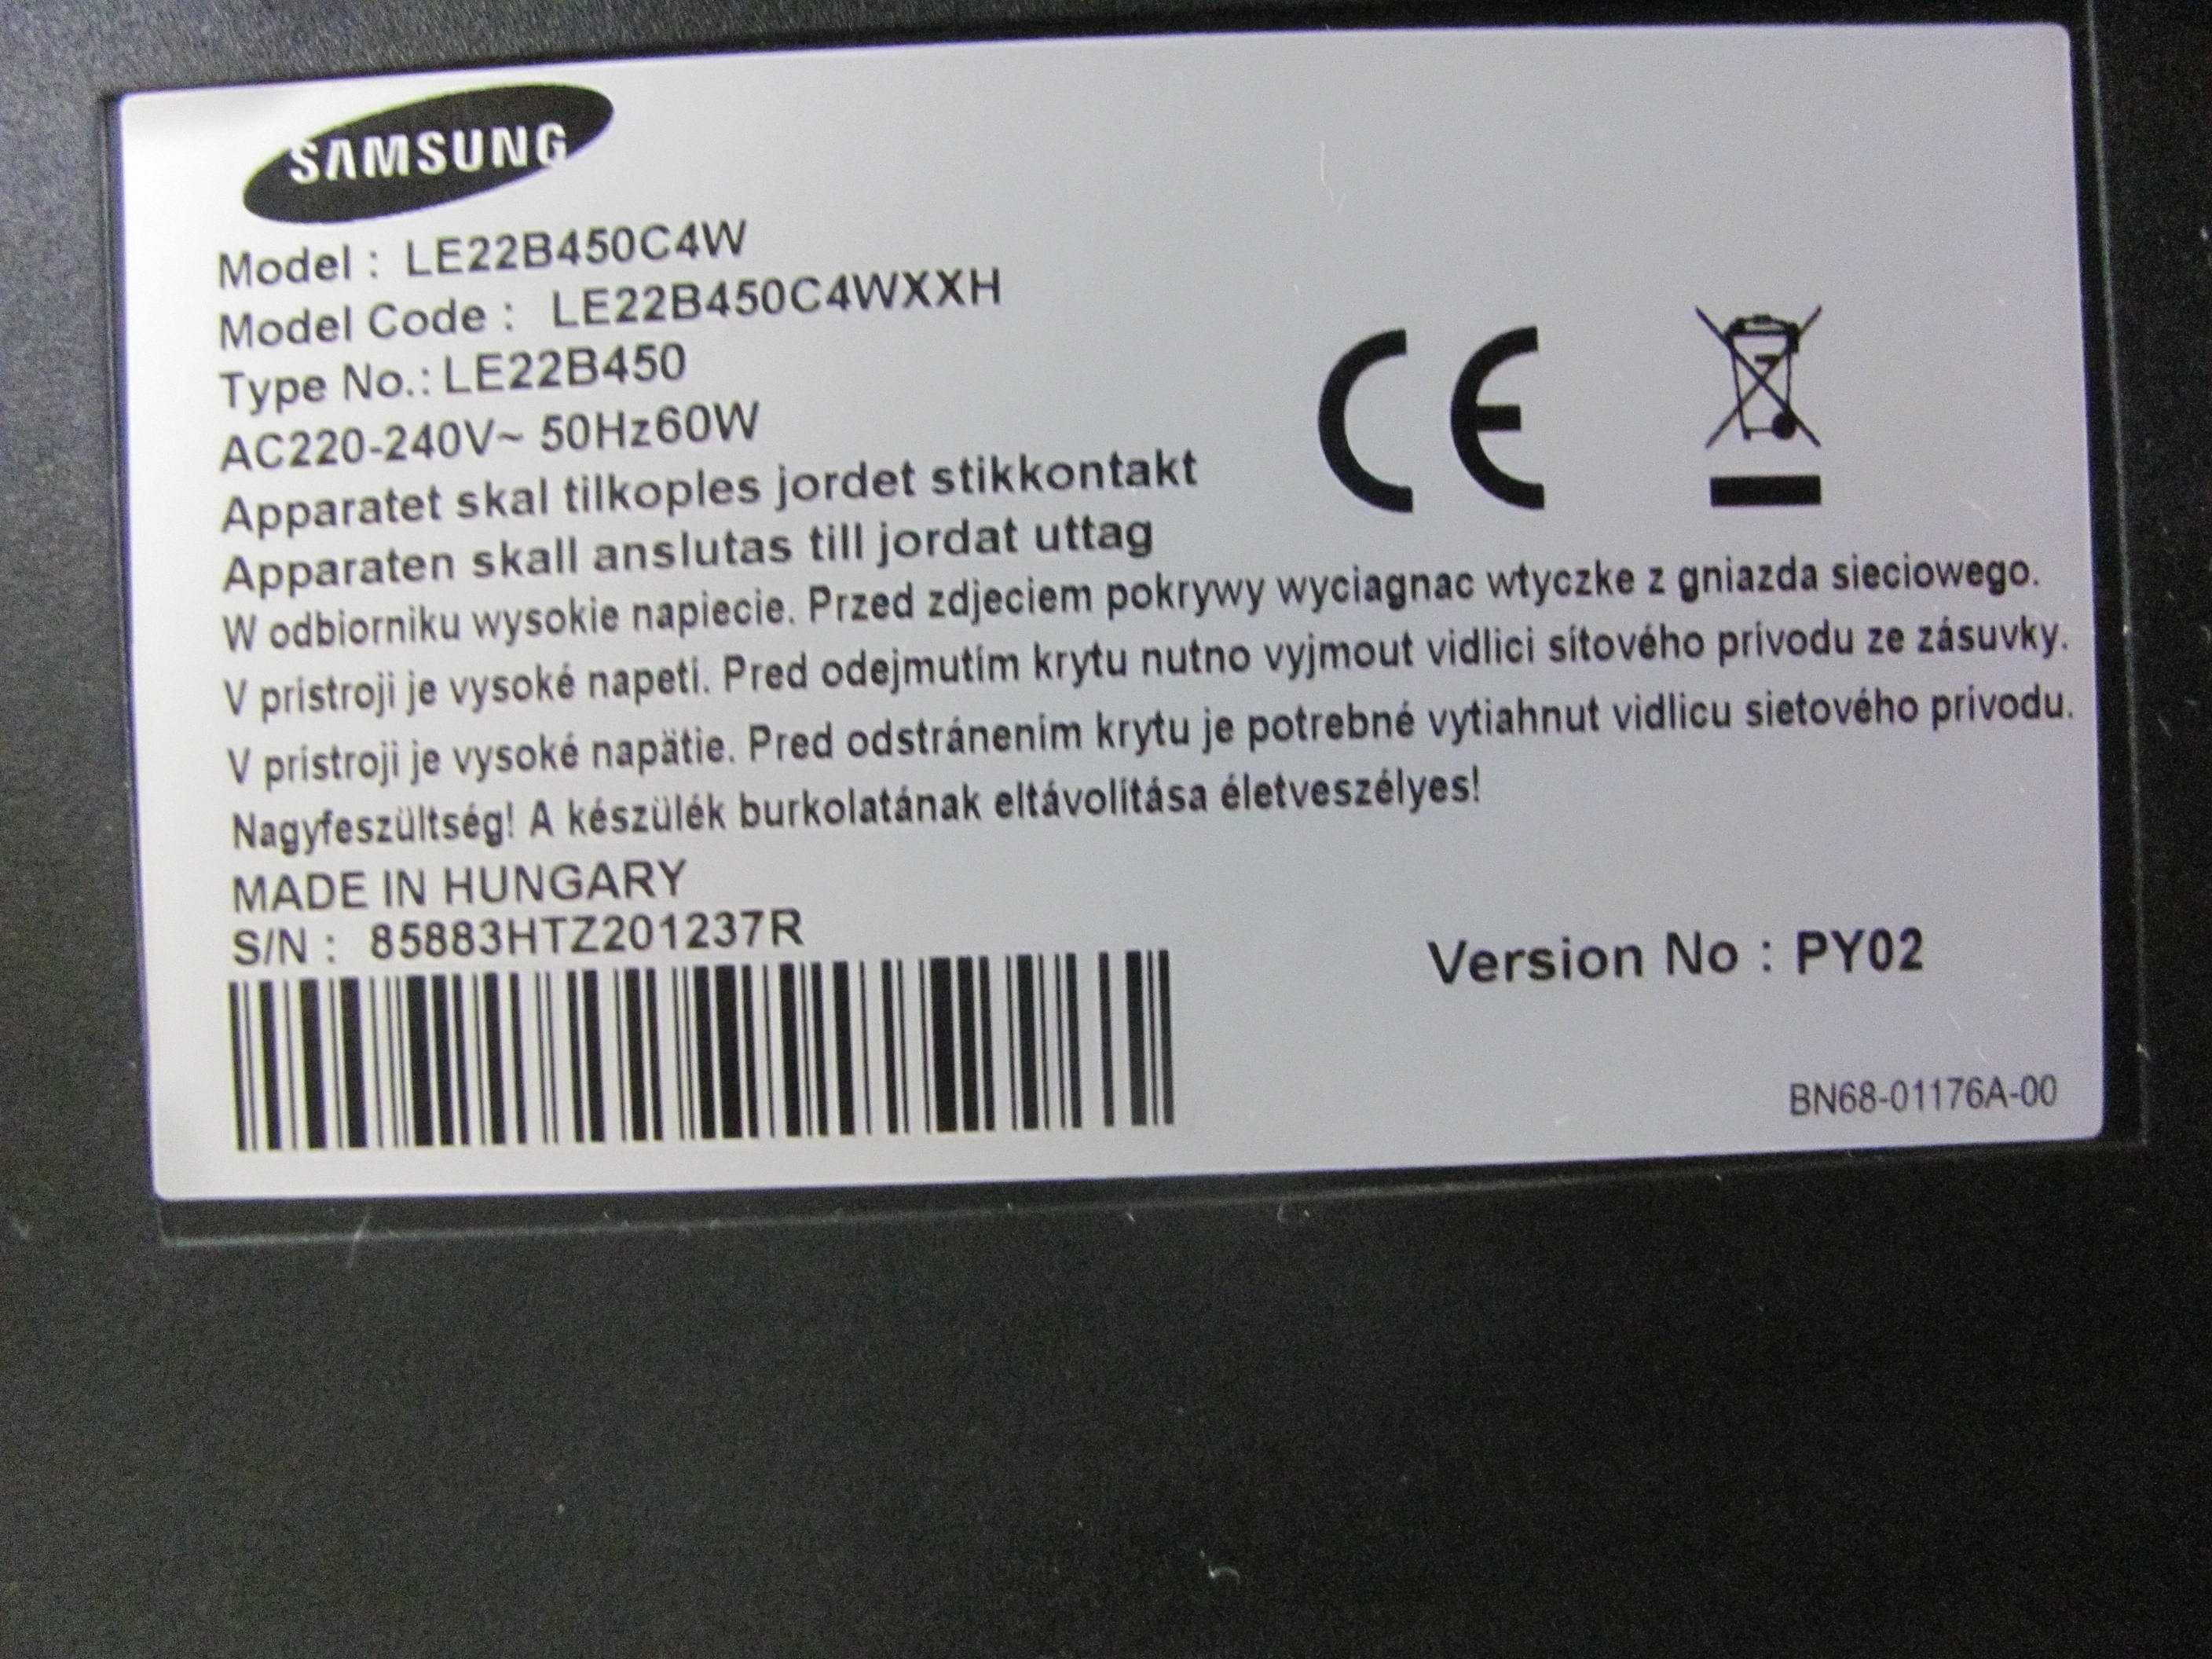 SAMSUNG
Model : LE22B450C4W
Model Code : LE22B450C4WXXH
Type No.: LE22B450
AC220-240V~ 50Hz60W
Apparatet skal tilkoples jordet stikkontakt
Apparaten skall anslutas till jordat uttag
W odbiorniku wysokie napiecie. Przed zdjeciem pokrywy wyciagnac wtyczke z gniazda sieciowego.
V prístroji je vysoké napetí. Pred odejmutím krytu nutno vyjmout vidlici sítového prívodu ze zásuvky.
V prístroji je vysoké napätie. Pred odstránením krytu je potrebné vytiahnut vidlicu sietového prívodu.
Nagyfeszültség! A készülék burkolatának eltávolítása életveszélyes!
MADE IN HUNGARY
S/N : 85883HTZ201237R
Version No : PY02
BN68-01176A-00